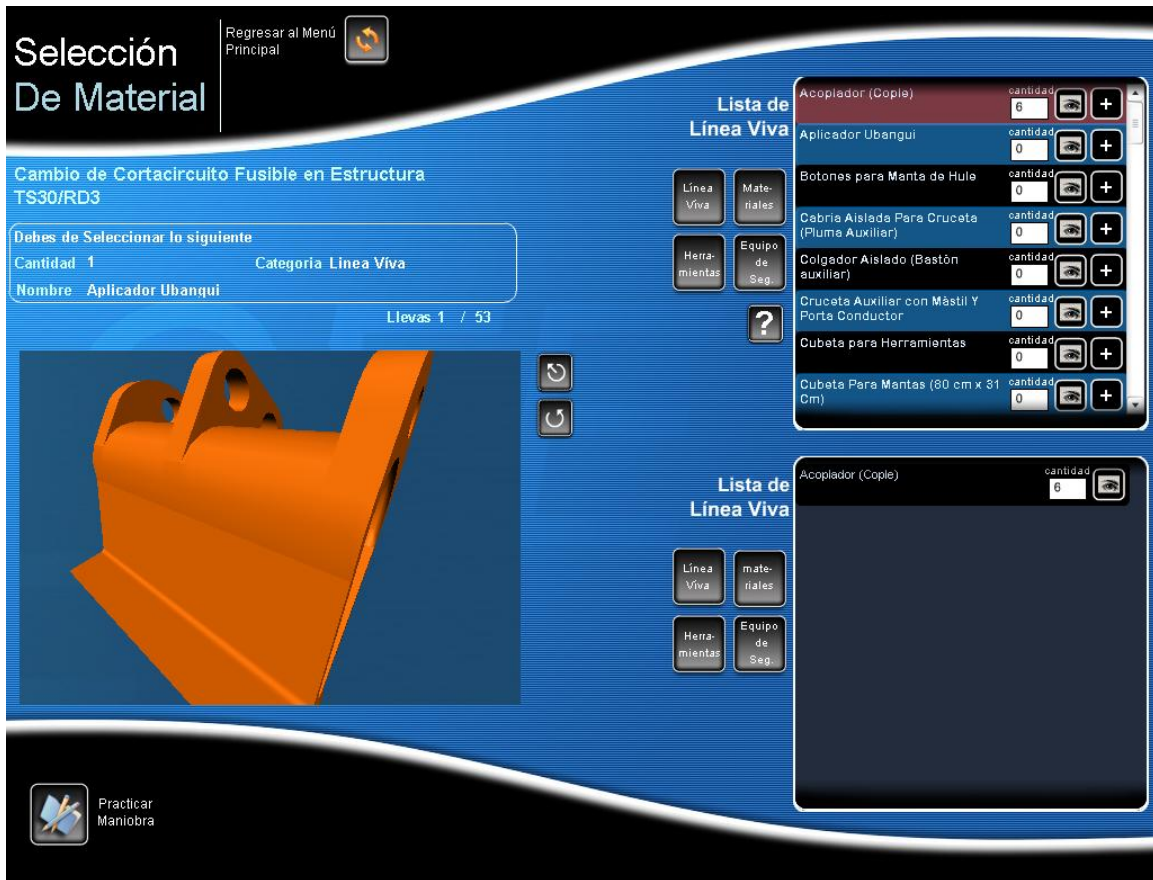 Selección
De Material
Regresar al Menú
Principal
Cambio de Cortacircuito Fusible en Estructura
TS30/RD3
Debes de Seleccionar lo siguiente
Cantidad 1 Categoria Linea Viva
Nombre Aplicador Ubangui
Llevas 1 / 53
Lista de
Línea Viva
Línea
Viva
Mate-
riales
Herra-
mientas
Equipo
de
Seg.
?
Acoplador (Cople) cantidad
6 +
Aplicador Ubangui cantidad
0 +
Botones para Manta de Hule cantidad
0 +
Cabria Aislada Para Cruceta cantidad
(Pluma Auxiliar) 0 +
Colgador Aislado (Bastòn cantidad
auxiliar) 0 +
Cruceta Auxiliar con Màstil Y cantidad
Porta Conductor 0 +
Cubeta para Herramientas cantidad
0 +
Cubeta Para Mantas (80 cm x 31 cantidad
Cm) 0 +
Lista de
Línea Viva
Línea
Viva
mate-
riales
Herra-
mientas
Equipo
de
Seg.
Acoplador (Cople) cantidad
6
Practicar
Maniobra